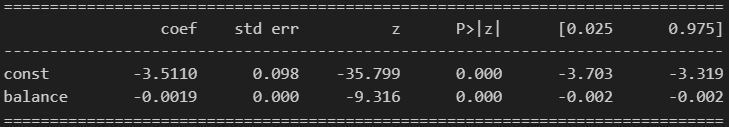 ==============================================================================
                 coef    std err          z      P>|z|      [0.025      0.975]
------------------------------------------------------------------------------
const         -3.5110      0.098    -35.799      0.000      -3.703      -3.319
balance       -0.0019      0.000     -9.316      0.000      -0.002      -0.002
==============================================================================